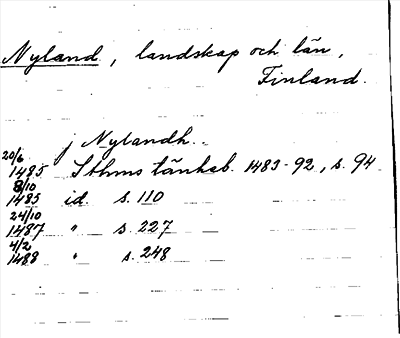 Nyland, landskap och län,
Finland.
j Nylandh..
20/6 1485 Sthms tänkeb. 1483-92, s. 94
8/10 1485 id. s. 110
24/10 1487 " s. 227
4/2 1488 " s. 248